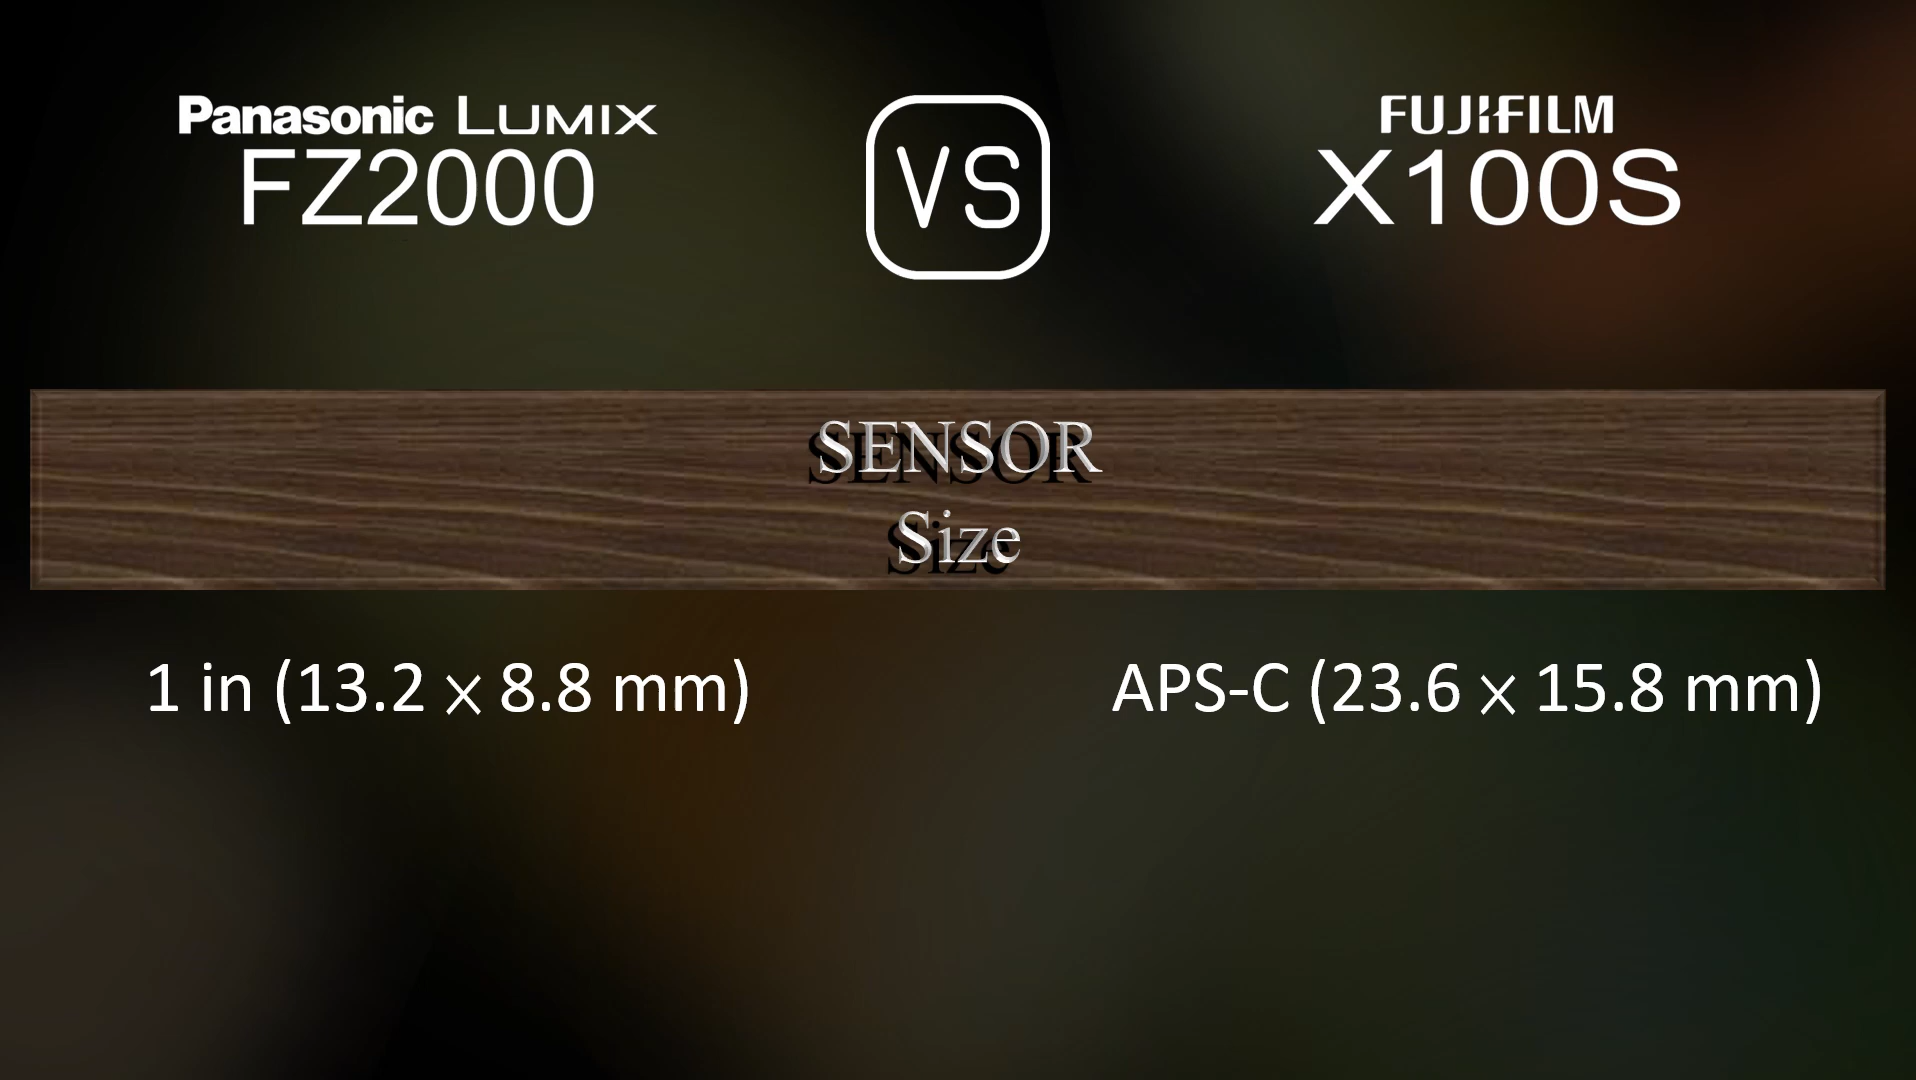 Panasonic LUMIX
FZ2000
VS
FUJIFILM
X100S
SENSOR
Size
1 in (13.2 x 8.8 mm)
APS-C (23.6 x 15.8 mm)